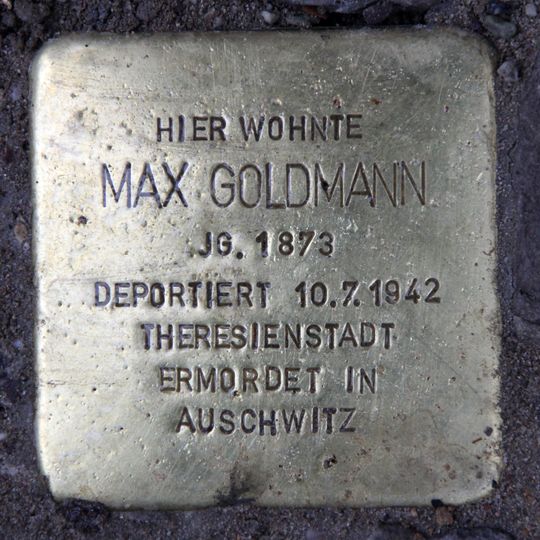 HIER WOHNTE
MAX GOLDMANN
JG. 1873
DEPORTIERT 10.7.1942
THERESIENSTADT
ERMORDET IN
AUSCHWITZ